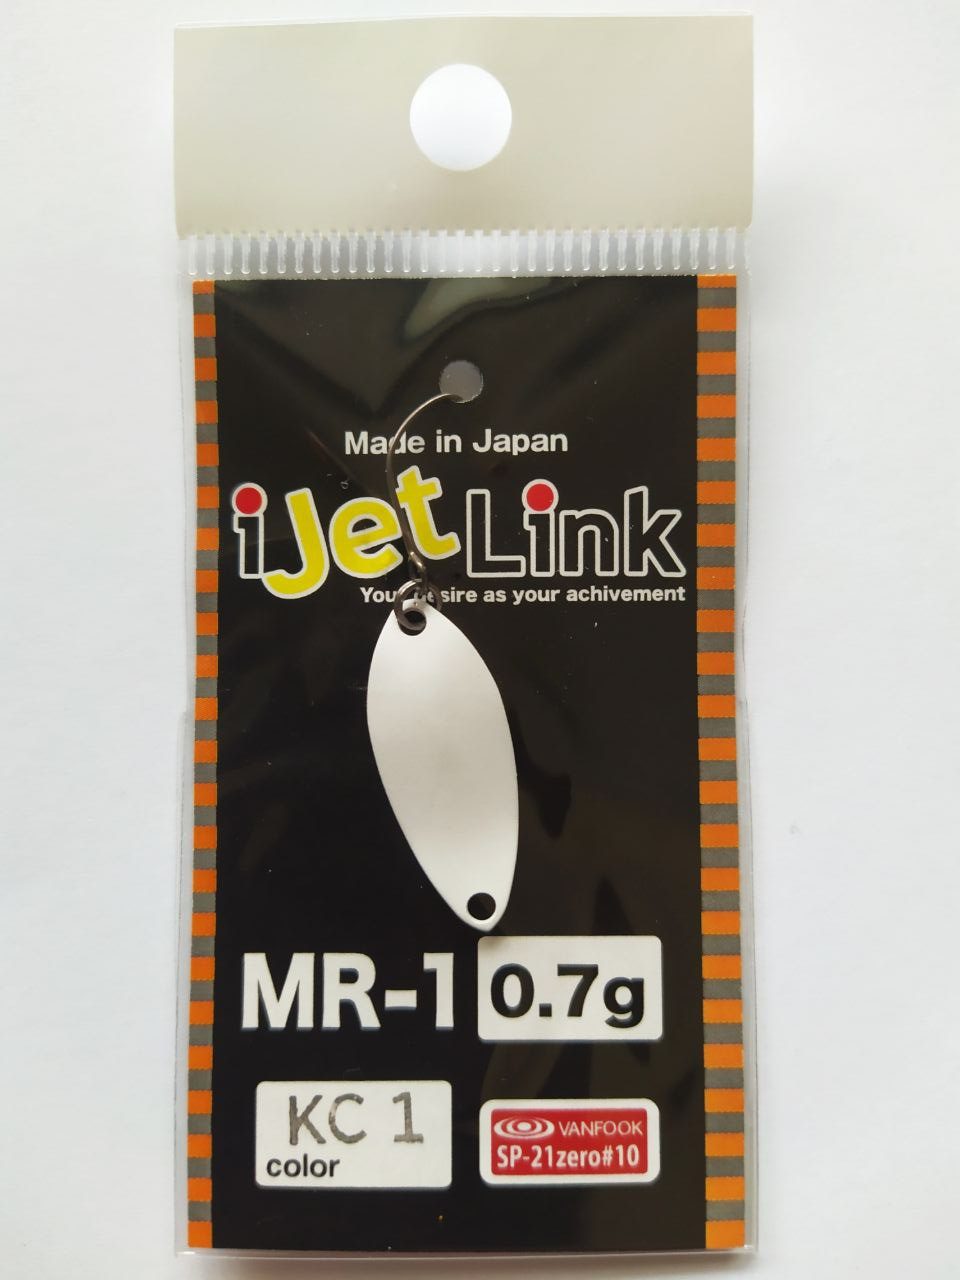 Made in Japan
iJet Link
Your desire as your achivement
MR-1 0.7g
KC 1
color
VANFOOK
SP-21zero#10